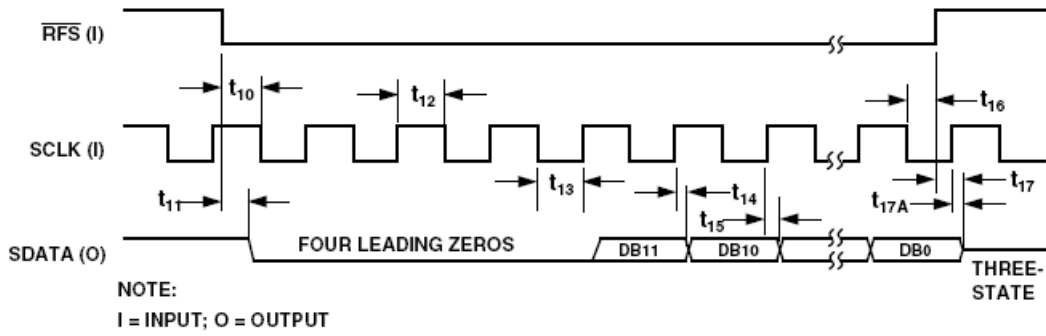 RFS (I)
t10
t12
t16
SCLK (I)
t11
t13
t14
t15
t17A
t17
SDATA (O)
FOUR LEADING ZEROS
DB11
DB10
DB0
THREE-
STATE
NOTE:
I = INPUT; O = OUTPUT